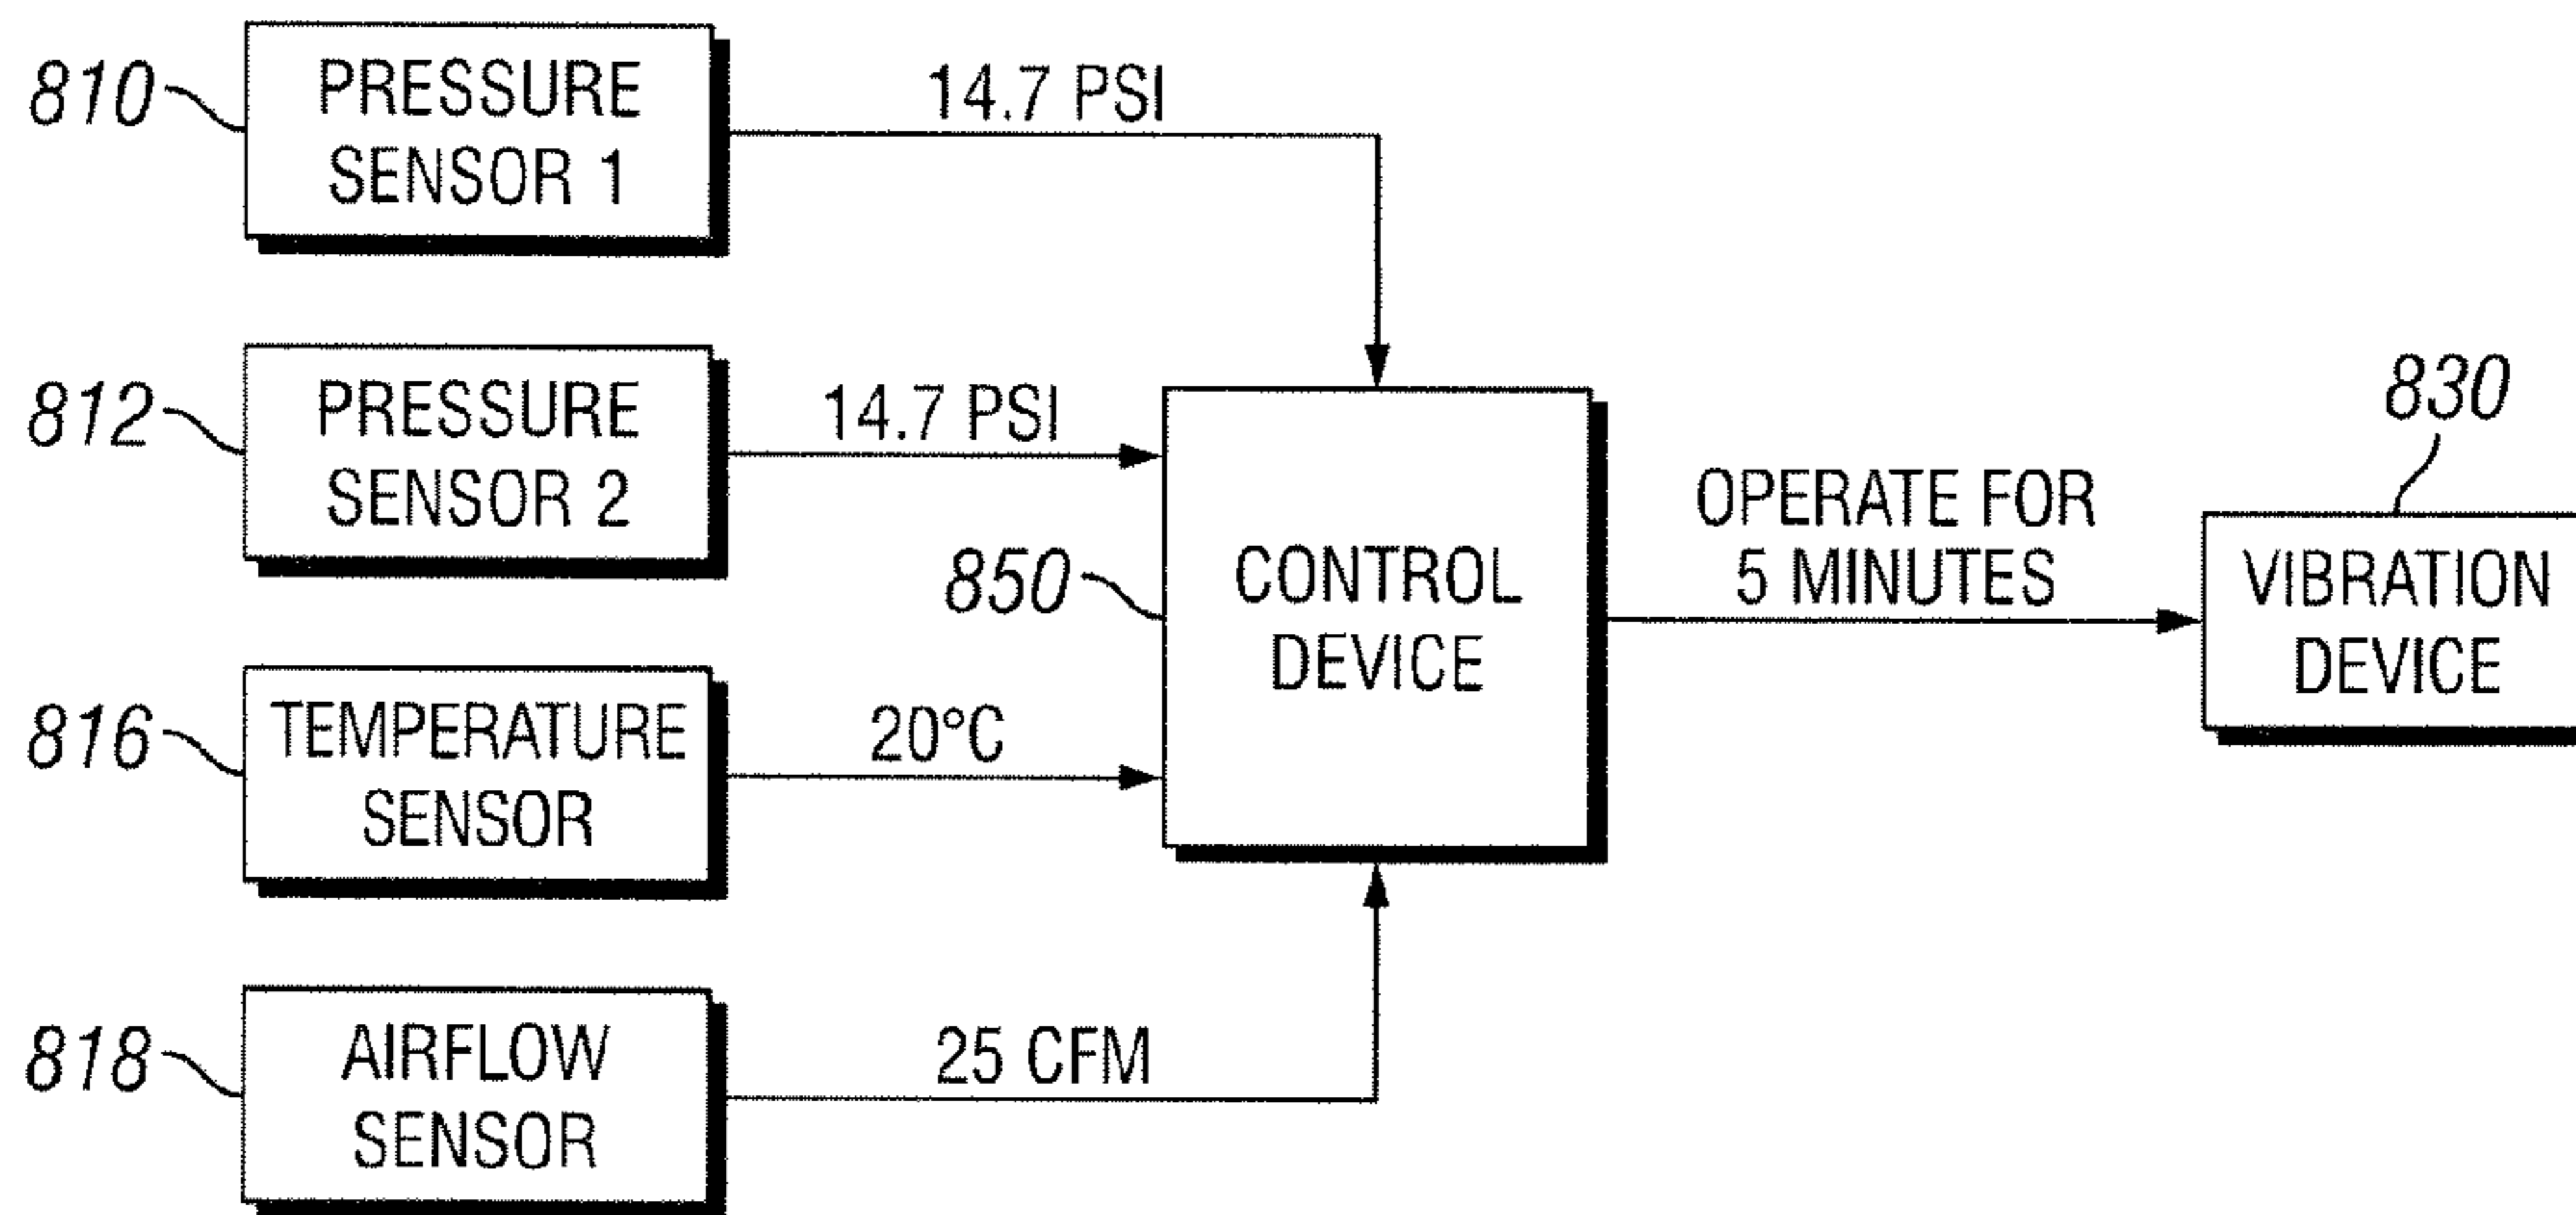 810
PRESSURE
SENSOR 1
14.7 PSI
812
PRESSURE
SENSOR 2
14.7 PSI
816
TEMPERATURE
SENSOR
20°C
818
AIRFLOW
SENSOR
25 CFM
850
CONTROL
DEVICE
OPERATE FOR
5 MINUTES
830
VIBRATION
DEVICE